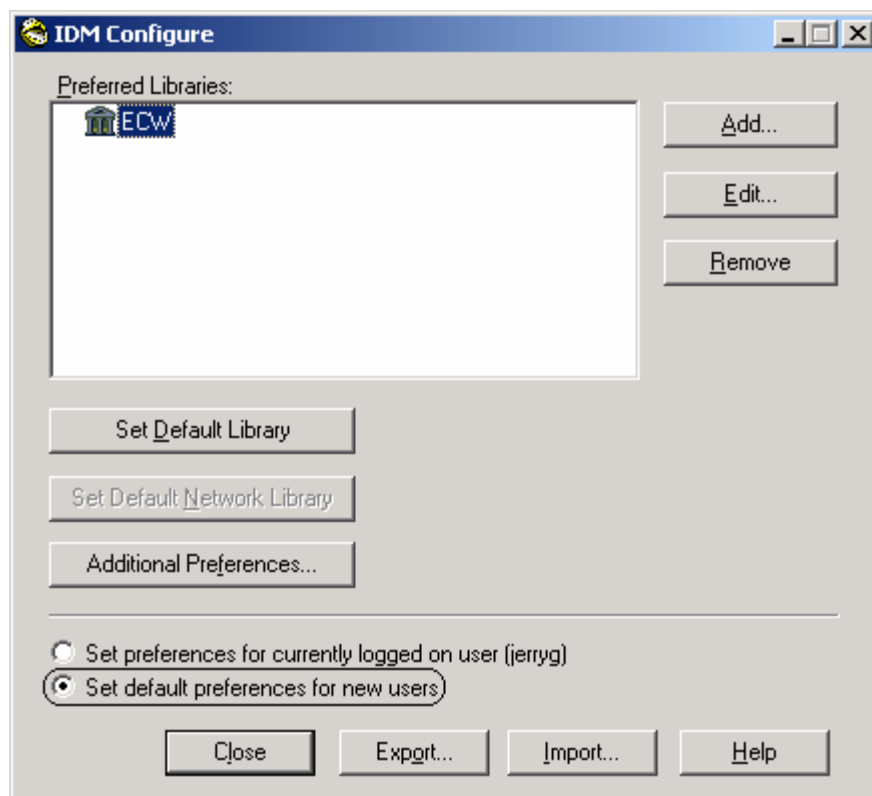 IDM Configure
Preferred Libraries:
ECW
Add...
Edit...
Remove
Set Default Library
Set Default Network Library
Additional Preferences...
Set preferences for currently logged on user (jerryg)
Set default preferences for new users
Close
Export...
Import...
Help